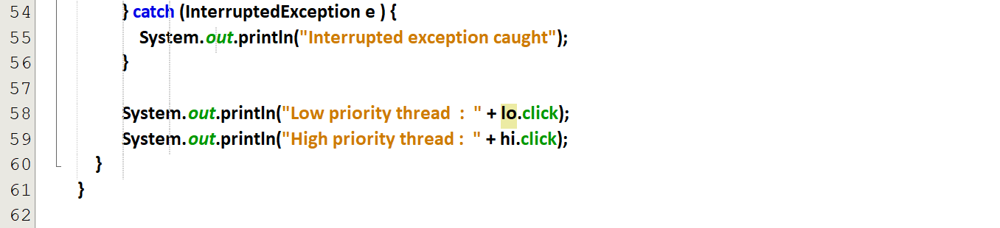 54 } catch (InterruptedException e ) {
55 System.out.println("Interrupted exception caught");
56 }
57
58 System.out.println("Low priority thread  :  " + lo.click);
59 System.out.println("High priority thread :  " + hi.click);
60 }
61 }
62